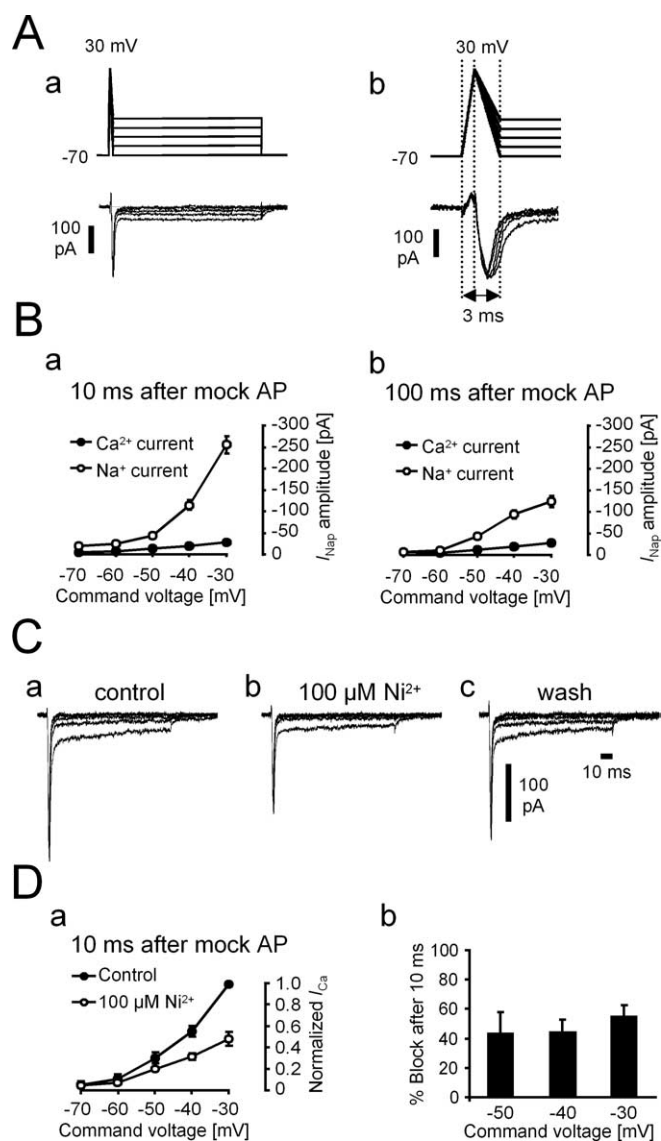 A
30 mV
a
-70
100
pA
30 mV
b
-70
100
pA
3 ms
B
a
10 ms after mock AP
Ca²⁺ current
Na⁺ current
-300
-250
-200
-150
-100
-50
0
I_Nap amplitude [pA]
-70 -60 -50 -40 -30
Command voltage [mV]
b
100 ms after mock AP
Ca²⁺ current
Na⁺ current
-300
-250
-200
-150
-100
-50
0
I_Nap amplitude [pA]
-70 -60 -50 -40 -30
Command voltage [mV]
C
a
control
b
100 µM Ni²⁺
c
wash
10 ms
100
pA
D
a
10 ms after mock AP
Control
100 µM Ni²⁺
1.0
0.8
0.6
0.4
0.2
0
Normalized I_Ca
-70 -60 -50 -40 -30
Command voltage [mV]
b
% Block after 10 ms
100
80
60
40
20
0
-50 -40 -30
Command voltage [mV]